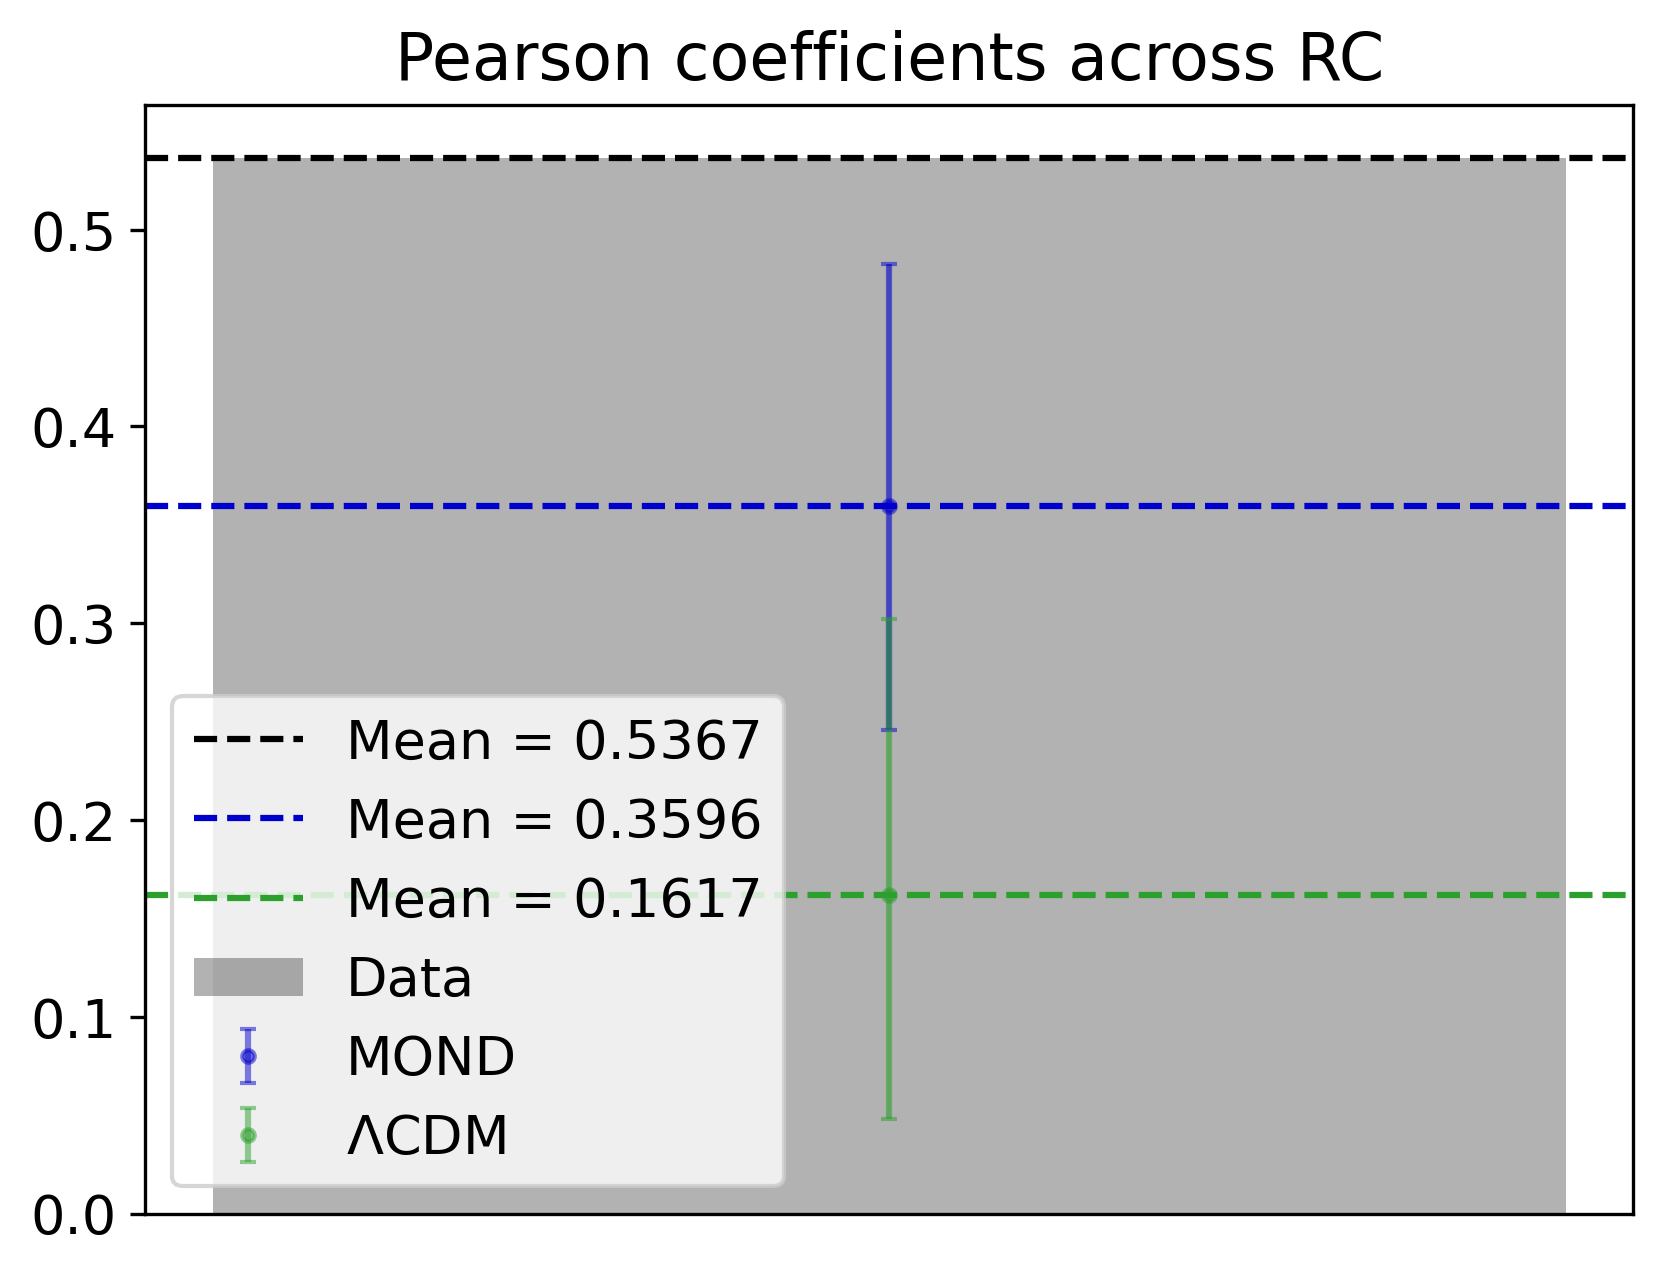 Pearson coefficients across RC
0.5
0.4
0.3
0.2
0.1
0.0
Mean = 0.5367
Mean = 0.3596
Mean = 0.1617
Data
MOND
ΛCDM